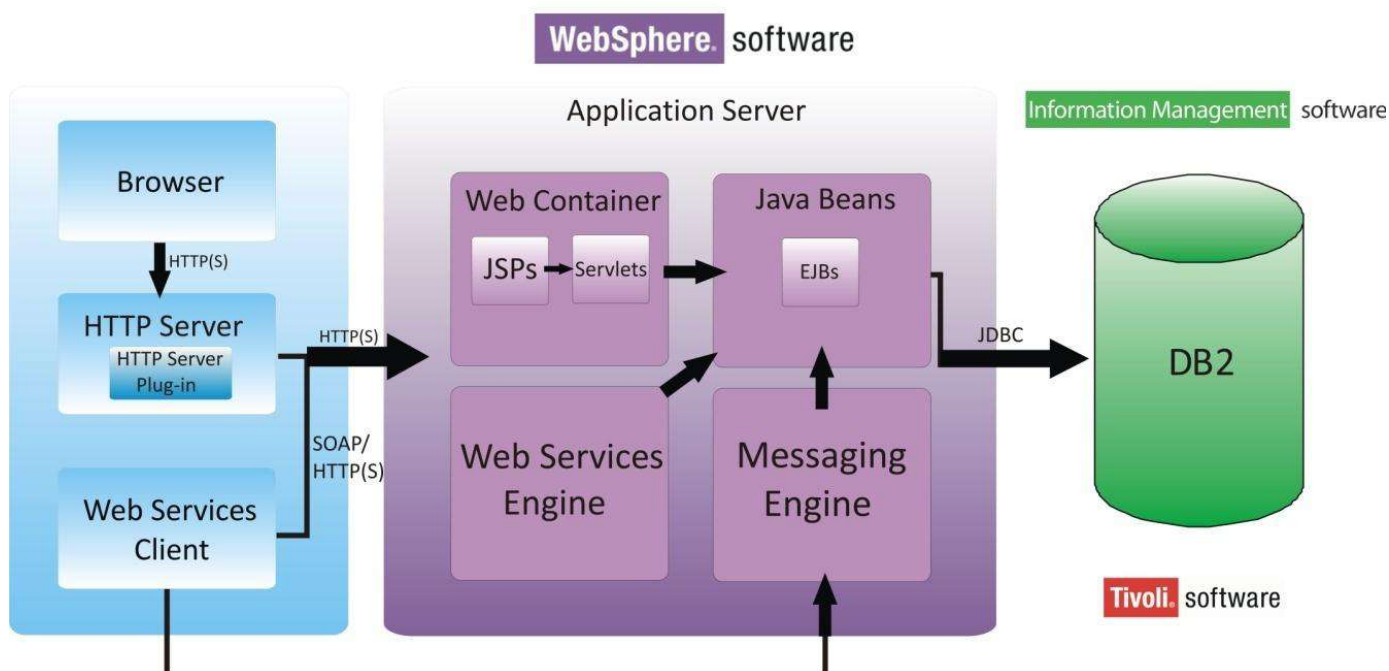 WebSphere. software
Application Server
Information Management software
Browser
HTTP(S)
HTTP Server
HTTP Server
Plug-in
HTTP(S)
SOAP/
HTTP(S)
Web Services
Client
Web Container
JSPs
Servlets
Java Beans
EJBs
Web Services
Engine
Messaging
Engine
JDBC
DB2
Tivoli. software